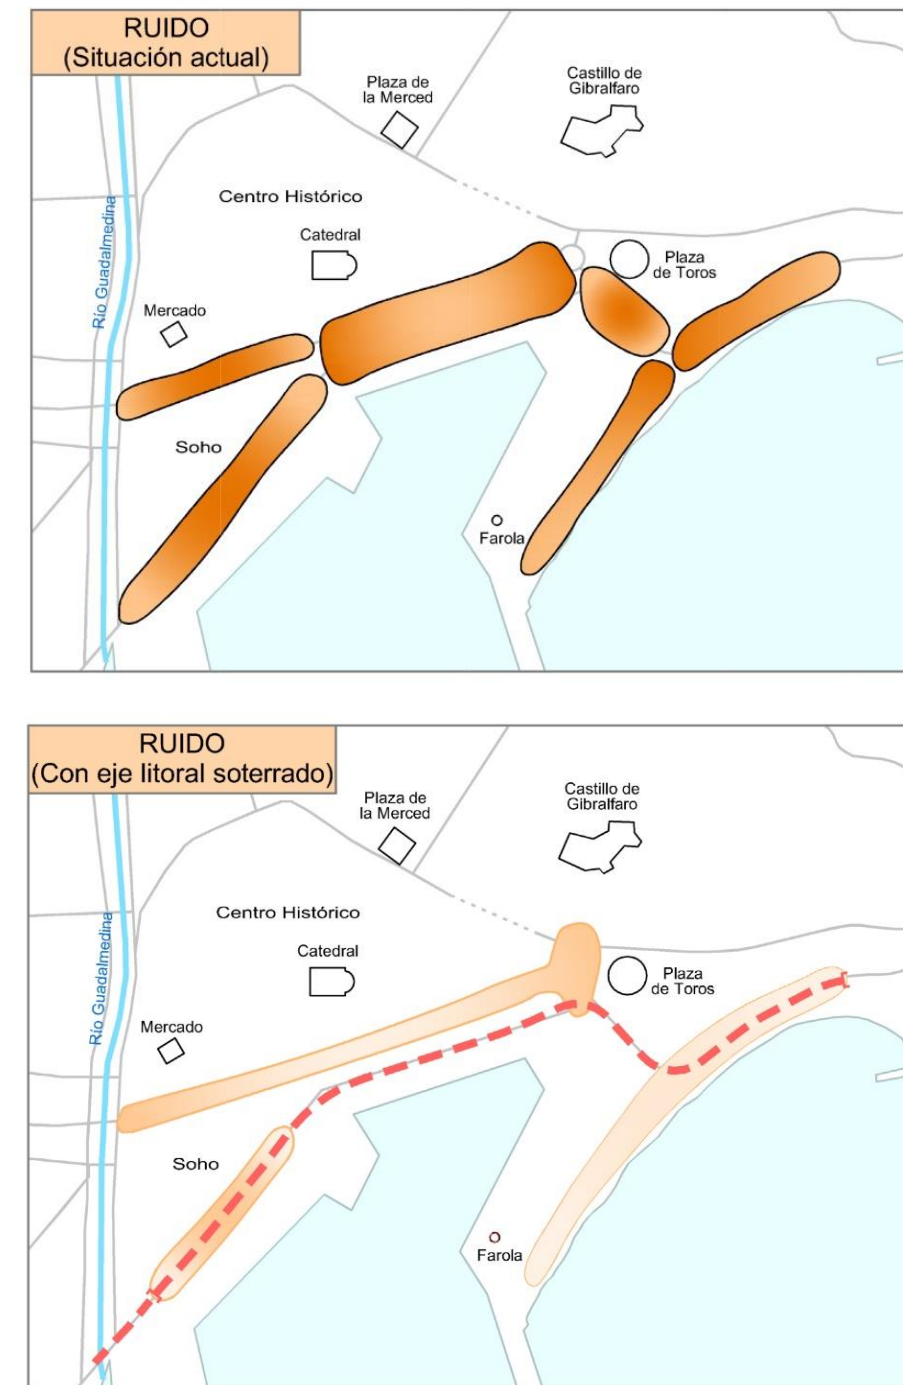 RUIDO
(Situación actual)
Plaza de
la Merced
Castillo de
Gibralfaro
Centro Histórico
Catedral
Plaza
de Toros
Río Guadalmedina
Mercado
Soho
Farola
RUIDO
(Con eje litoral soterrado)
Plaza de
la Merced
Castillo de
Gibralfaro
Centro Histórico
Catedral
Plaza
de Toros
Río Guadalmedina
Mercado
Soho
Farola